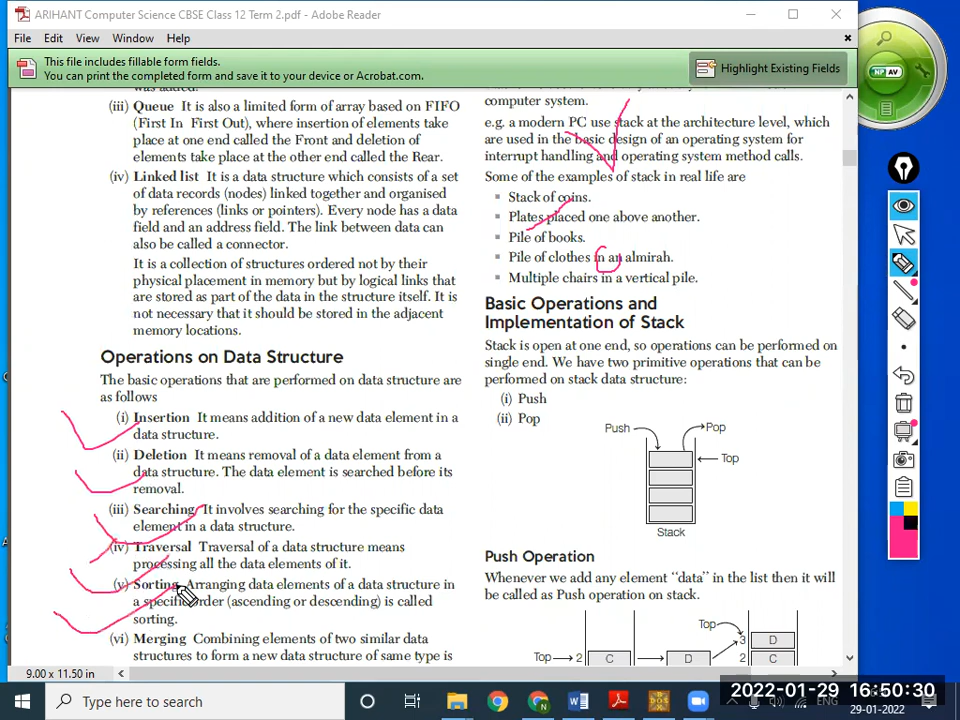 ARIHANT Computer Science CBSE Class 12 Term 2.pdf - Adobe Reader
File Edit View Window Help
This file includes fillable form fields.
You can print the completed form and save it to your device or Acrobat.com.
Highlight Existing Fields
(iii) Queue It is also a limited form of array based on FIFO
(First In First Out), where insertion of elements take
place at one end called the Front and deletion of
elements take place at the other end called the Rear.
(iv) Linked list It is a data structure which consists of a set
of data records (nodes) linked together and organised
by references (links or pointers). Every node has a data
field and an address field. The link between data can
also be called a connector.
It is a collection of structures ordered not by their
physical placement in memory but by logical links that
are stored as part of the data in the structure itself. It is
not necessary that it should be stored in the adjacent
memory locations.
Operations on Data Structure
The basic operations that are performed on data structure are
as follows
(i) Insertion It means addition of a new data element in a
data structure.
(ii) Deletion It means removal of a data element from a
data structure. The data element is searched before its
removal.
(iii) Searching It involves searching for the specific data
element in a data structure.
(iv) Traversal Traversal of a data structure means
processing all the data elements of it.
(v) Sorting Arranging data elements of a data structure in
a specific order (ascending or descending) is called
sorting.
(vi) Merging Combining elements of two similar data
structures to form a new data structure of same type is
computer system.
e.g. a modern PC use stack at the architecture level, which
are used in the basic design of an operating system for
interrupt handling and operating system method calls.
Some of the examples of stack in real life are
Stack of coins.
Plates placed one above another.
Pile of books.
Pile of clothes in an almirah.
Multiple chairs in a vertical pile.
Basic Operations and
Implementation of Stack
Stack is open at one end, so operations can be performed on
single end. We have two primitive operations that can be
performed on stack data structure:
(i) Push
(ii) Pop
Push Pop
Top
Stack
Push Operation
Whenever we add any element “data” in the list then it will
be called as Push operation on stack.
Top 3 D
Top 2 C D 2 C
9.00 x 11.50 in
Type here to search
ENG
2022-01-29 16:50:30
29-01-2022